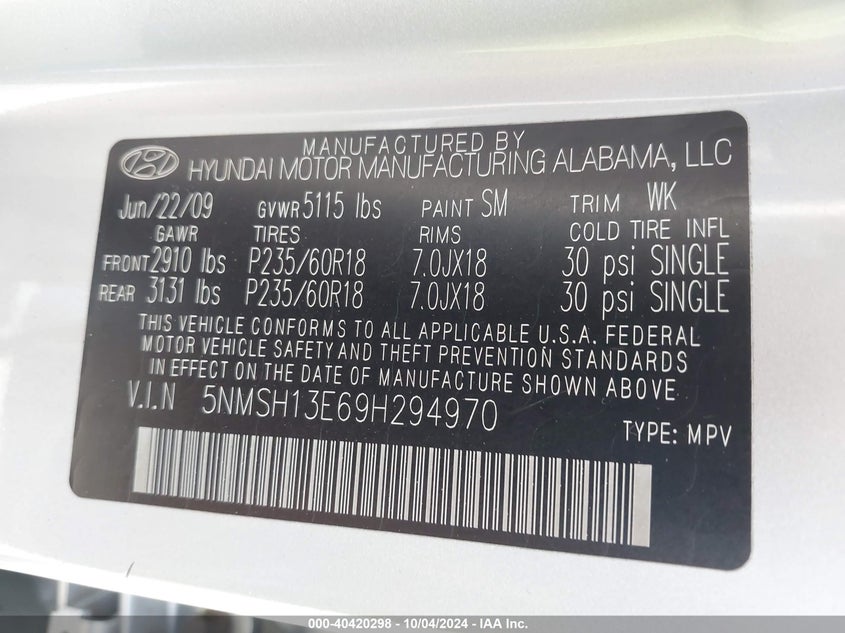 MANUFACTURED BY
HYUNDAI MOTOR MANUFACTURING ALABAMA, LLC
Jun/22/09 GVWR 5115 lbs PAINT SM TRIM WK
GAWR TIRES RIMS COLD TIRE INFL
FRONT 2910 lbs P235/60R18 7.0JX18 30 psi SINGLE
REAR 3131 lbs P235/60R18 7.0JX18 30 psi SINGLE
THIS VEHICLE CONFORMS TO ALL APPLICABLE U.S.A. FEDERAL
MOTOR VEHICLE SAFETY AND THEFT PREVENTION STANDARDS
IN EFFECT ON THE DATE OF MANUFACTURE SHOWN ABOVE
V.I.N 5NMSH13E69H294970
TYPE: MPV
000-40420298 - 10/04/2024 - IAA Inc.